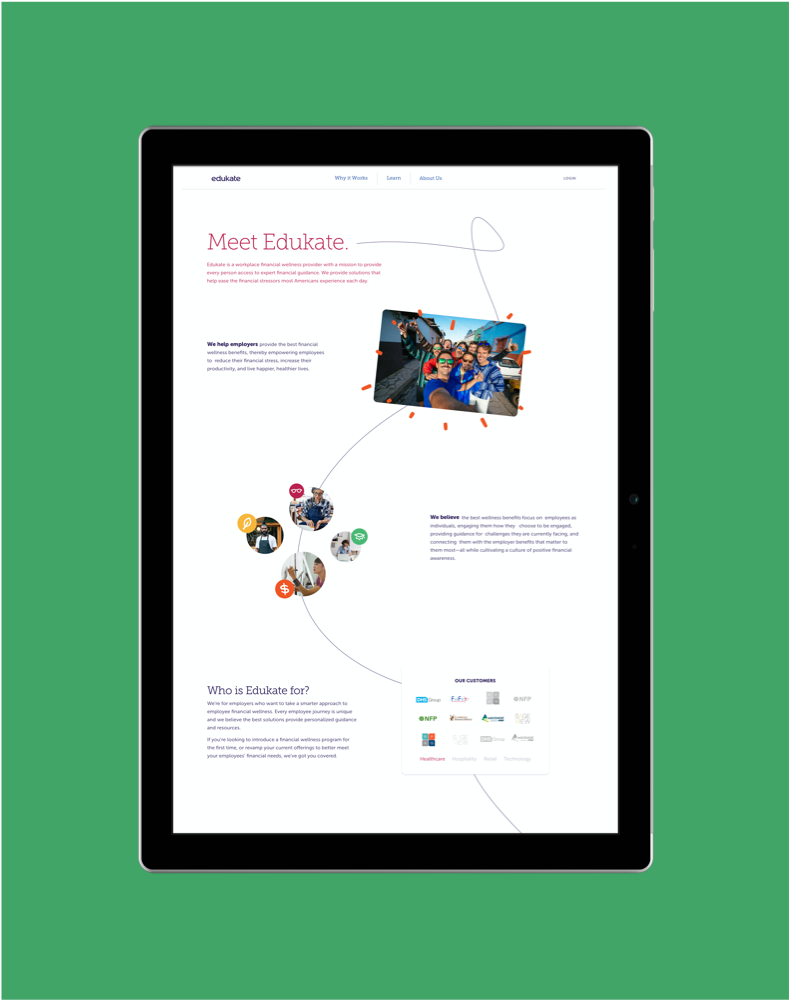 edukate
Why it Works
Learn
About Us
LOGIN
Meet Edukate.
Edukate is a workplace financial wellness provider with a mission to provide
every person access to expert financial guidance. We provide solutions that
help ease the financial stressors most Americans experience each day.
We help employers provide the best financial
wellness benefits, thereby empowering employees
to reduce their financial stress, increase their
productivity, and live happier, healthier lives.
We believe the best wellness benefits focus on employees as
individuals, engaging them how they choose to be engaged,
providing guidance for challenges they are currently facing, and
connecting them with the employer benefits that matter to
them most—all while cultivating a culture of positive financial
awareness.
Who is Edukate for?
We're for employers who want to take a smarter approach to
employee financial wellness. Every employee journey is unique
and we believe the best solutions provide personalized guidance
and resources.
If you're looking to introduce a financial wellness program for
the first time, or revamp your current offerings to better meet
your employees' financial needs, we've got you covered.
OUR CUSTOMERS
DHG Group
NFP
NFP
Group
Healthcare Hospitality Retail Technology
$